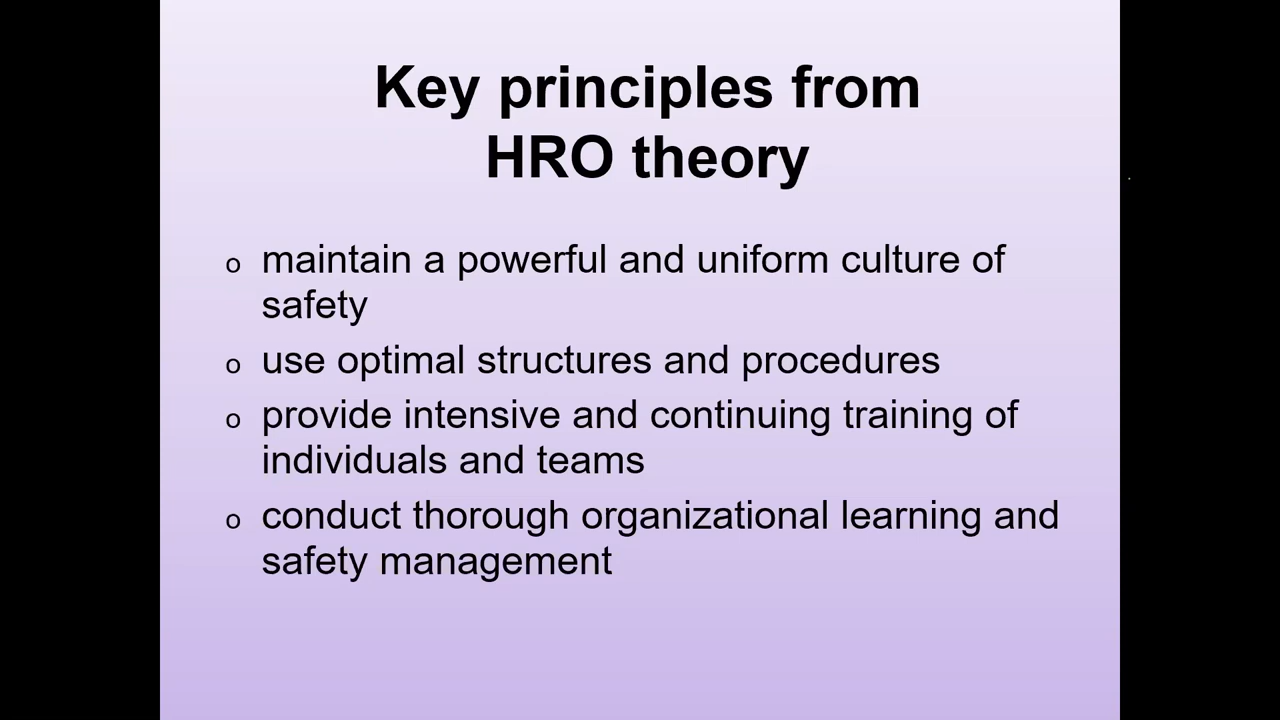 Key principles from
HRO theory
o maintain a powerful and uniform culture of
safety
o use optimal structures and procedures
o provide intensive and continuing training of
individuals and teams
o conduct thorough organizational learning and
safety management